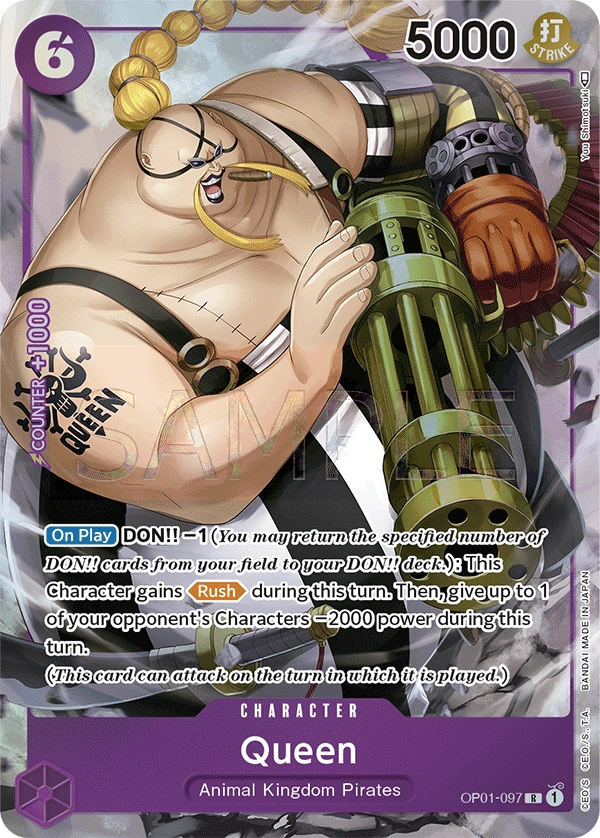 6
5000
打
STRIKE
Yuu Shimotsuki
COUNTER +1000
QUEEN
SAMPLE
On Play DON!! −1 (You may return the specified number of
DON!! cards from your field to your DON!! deck.): This
Character gains Rush during this turn. Then, give up to 1
of your opponent's Characters −2000 power during this
turn.
(This card can attack on the turn in which it is played.)
CHARACTER
Queen
Animal Kingdom Pirates
OP01-097 R 1
©E.O/S ©E.O./S., T.A. BANDAI MADE IN JAPAN